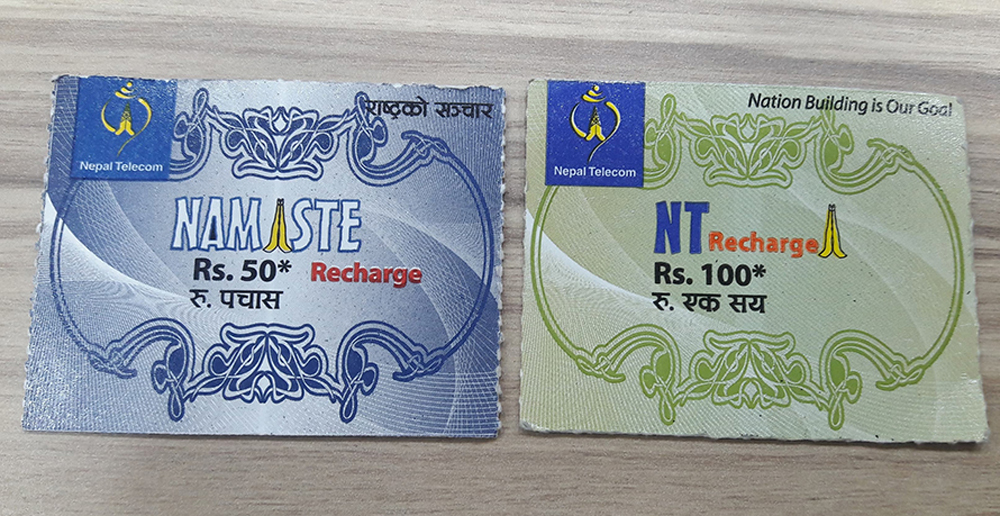 राष्ट्रको सञ्चार
Nepal Telecom
NAMASTE
Rs. 50* Recharge
रु. पचास
Nation Building is Our Goal
Nepal Telecom
NT Recharge
Rs. 100*
रु. एक सय